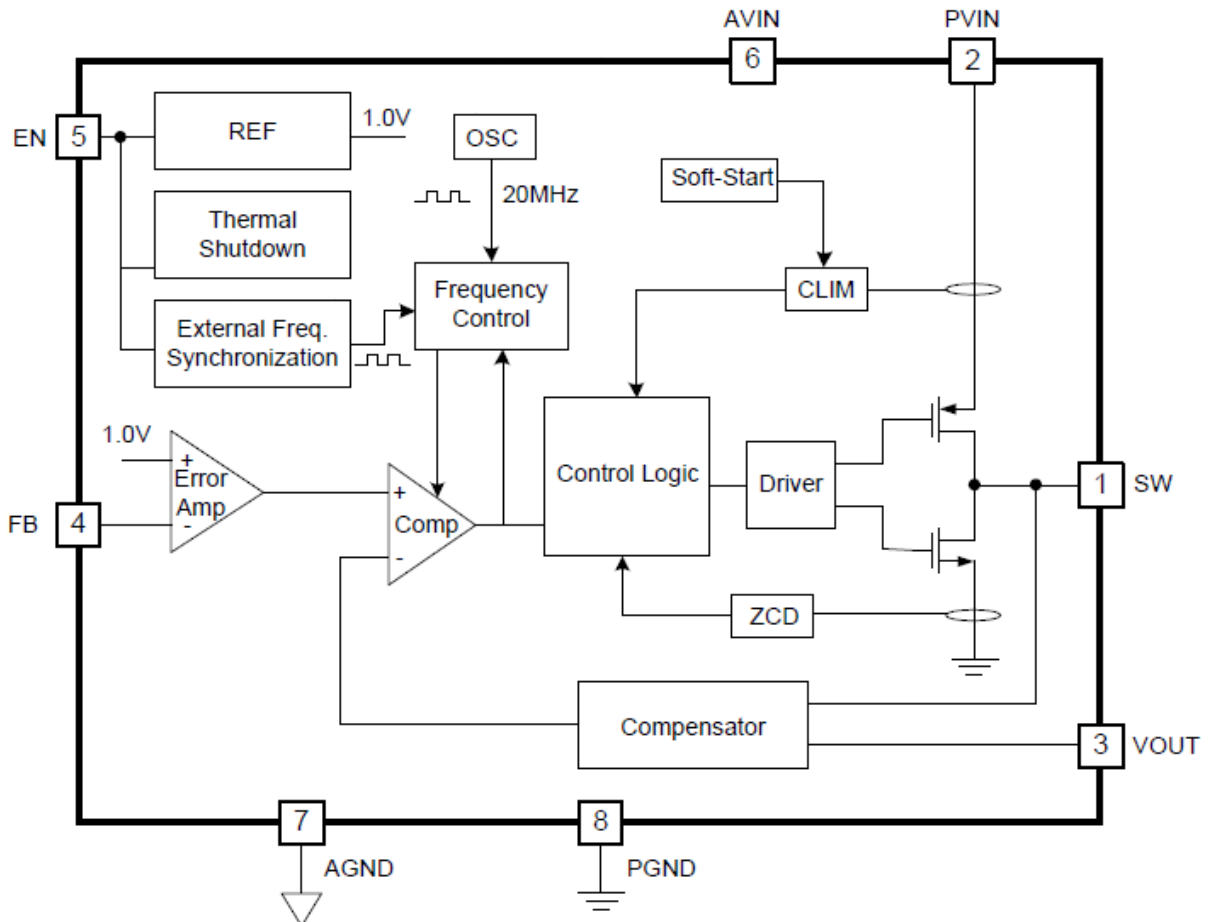 AVIN
PVIN
6
2
EN
5
REF
1.0V
OSC
20MHz
Soft-Start
Thermal
Shutdown
Frequency
Control
CLIM
External Freq.
Synchronization
1.0V
+
Error
Amp
-
FB
4
+
Comp
-
Control Logic
Driver
1
SW
ZCD
Compensator
3
VOUT
7
AGND
8
PGND